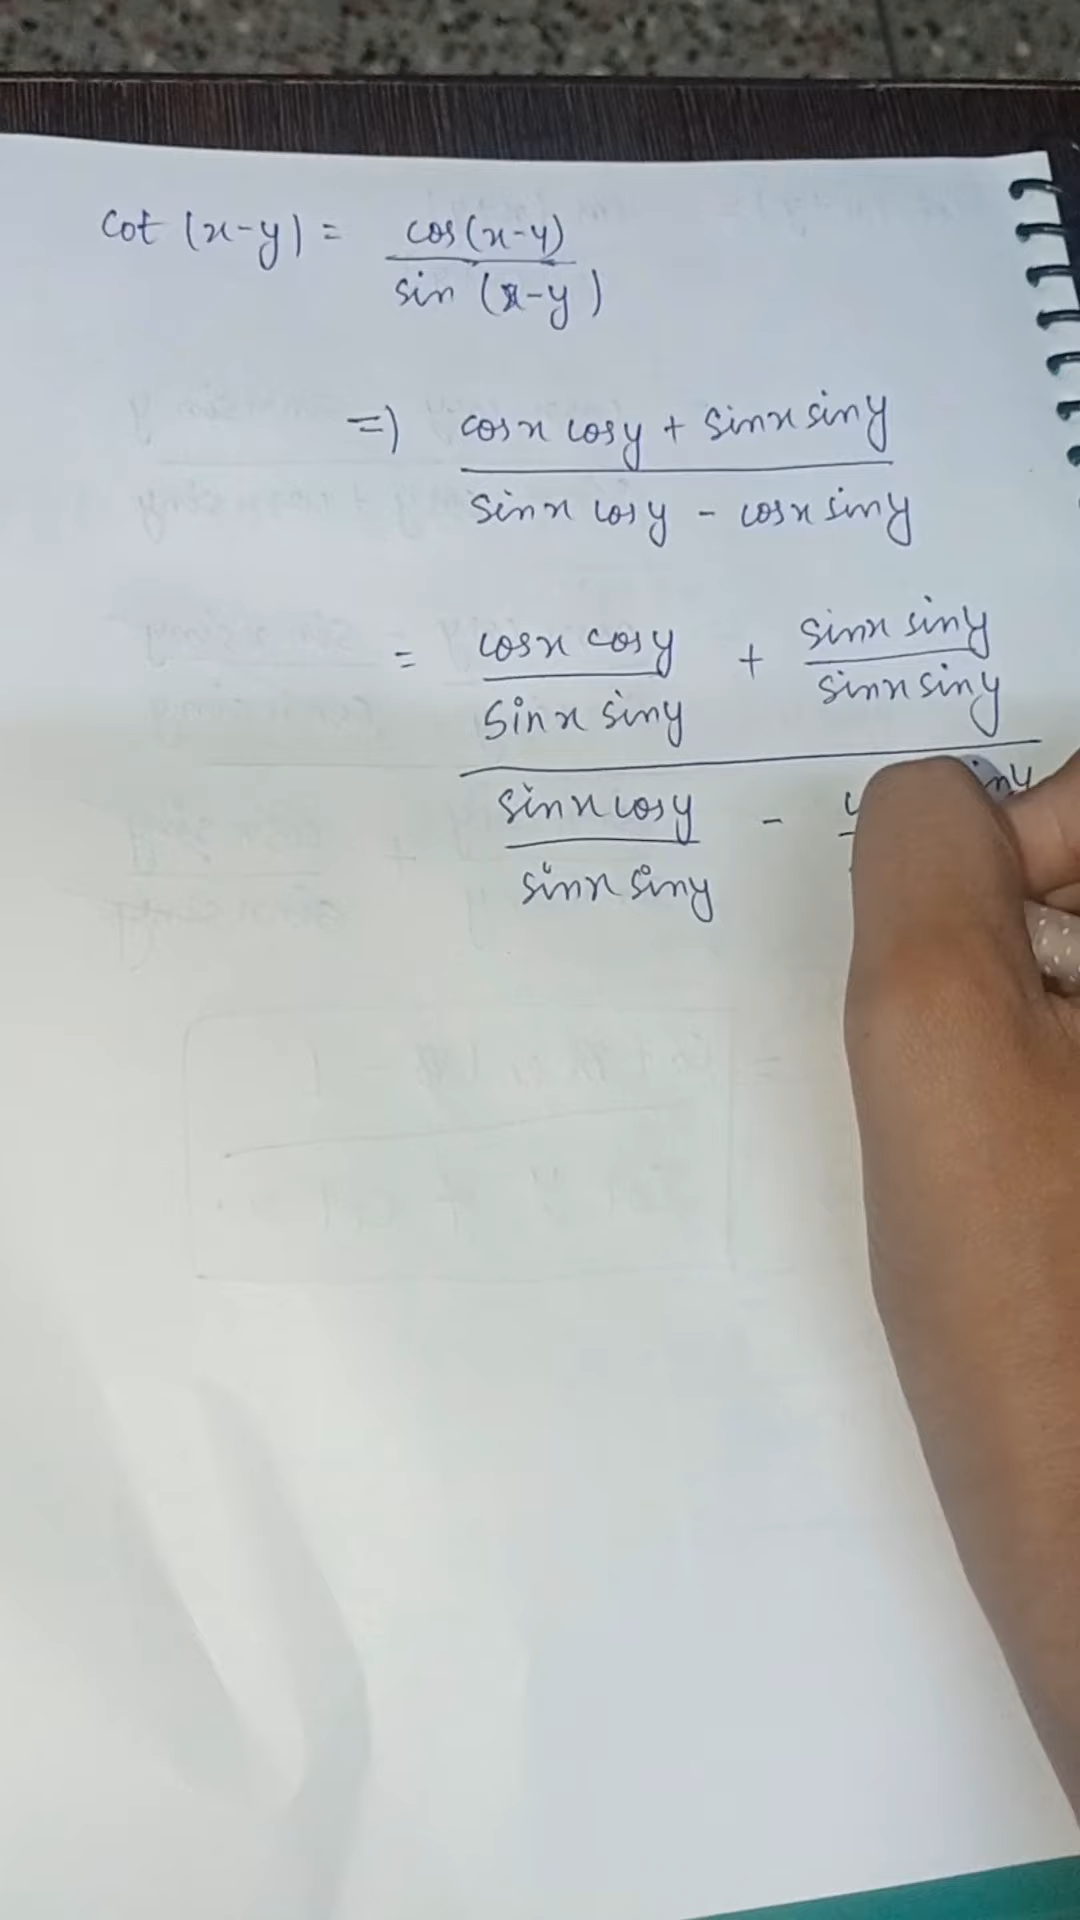 cot (x-y) = cos(x-y)
sin (x-y)
=) cosx cosy + sinx siny
sinx cosy - cosx siny
= cosx cosy + sinx siny
sinx siny sinx siny
sinx cosy -
sinx siny